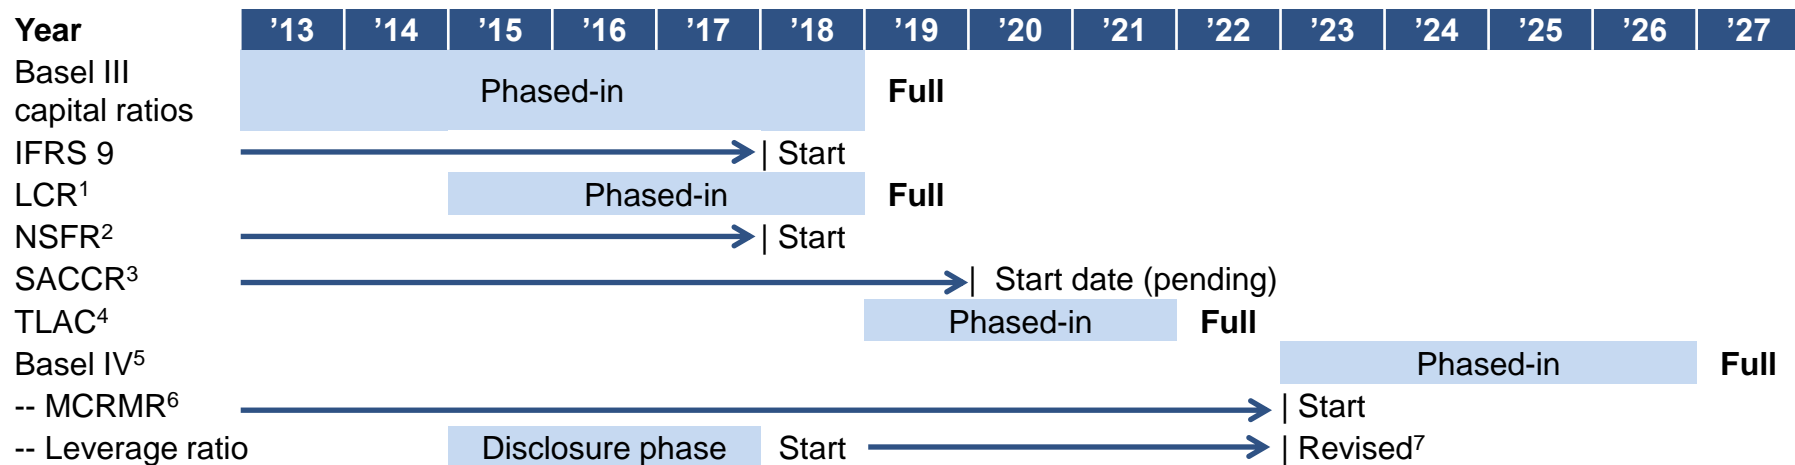 Year ’13 ’14 ’15 ’16 ’17 ’18 ’19 ’20 ’21 ’22 ’23 ’24 ’25 ’26 ’27
Basel III
capital ratios Phased-in Full
IFRS 9 | Start
LCR¹ Phased-in Full
NSFR² | Start
SACCR³ | Start date (pending)
TLAC⁴ Phased-in Full
Basel IV⁵ Phased-in Full
-- MCRMR⁶ | Start
-- Leverage ratio Disclosure phase Start | Revised⁷